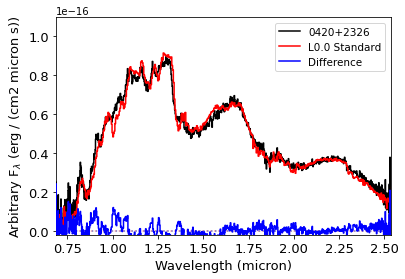 1e−16
0420+2326
L0.0 Standard
Difference
Arbitrary Fλ (erg / (cm2 micron s))
1.0
0.8
0.6
0.4
0.2
0.0
0.75 1.00 1.25 1.50 1.75 2.00 2.25 2.50
Wavelength (micron)